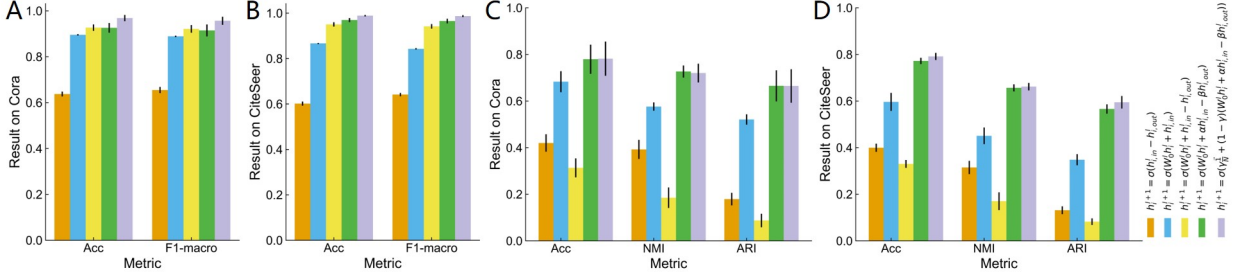 A
Result on Cora
1.0
0.8
0.6
0.4
0.2
0.0
Acc
F1-macro
Metric
B
Result on CiteSeer
1.0
0.8
0.6
0.4
0.2
0.0
Acc
F1-macro
Metric
C
Result on Cora
1.0
0.8
0.6
0.4
0.2
0.0
Acc
NMI
ARI
Metric
D
Result on CiteSeer
1.0
0.8
0.6
0.4
0.2
0.0
Acc
NMI
ARI
Metric